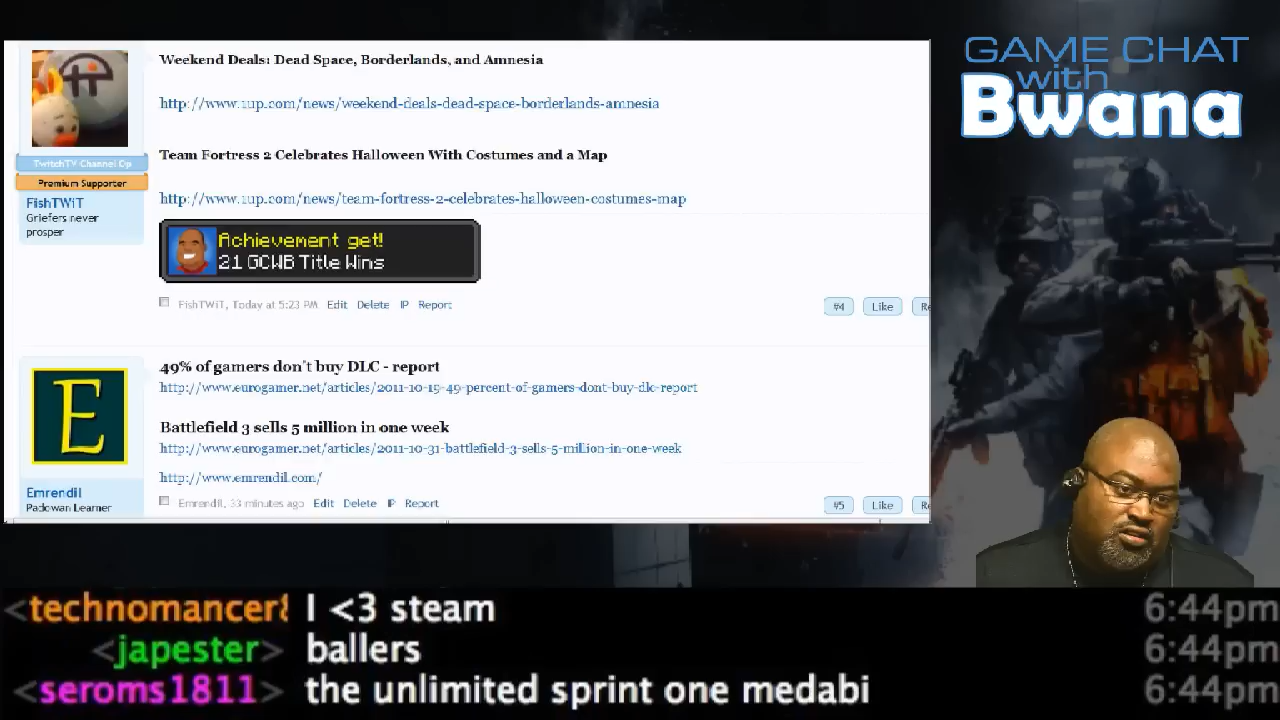 GAME CHAT
with
Bwana
Weekend Deals: Dead Space, Borderlands, and Amnesia
http://www.1up.com/news/weekend-deals-dead-space-borderlands-amnesia
Team Fortress 2 Celebrates Halloween With Costumes and a Map
TwitchTV Channel Op
Premium Supporter
FishTWiT
Griefers never
prosper
http://www.1up.com/news/team-fortress-2-celebrates-halloween-costumes-map
Achievement get!
21 GCWB Title Wins
FishTWiT, Today at 5:23 PM Edit Delete IP Report
#4 Like
49% of gamers don't buy DLC - report
http://www.eurogamer.net/articles/2011-10-19-49-percent-of-gamers-dont-buy-dlc-report
E
Battlefield 3 sells 5 million in one week
http://www.eurogamer.net/articles/2011-10-31-battlefield-3-sells-5-million-in-one-week
http://www.emrendil.com/
Emrendil
Padowan Learner
Emrendil, 33 minutes ago Edit Delete IP Report
#5 Like
<technomancer8 I <3 steam 6:44pm
<japester> ballers 6:44pm
<seroms1811> the unlimited sprint one medabi 6:44pm